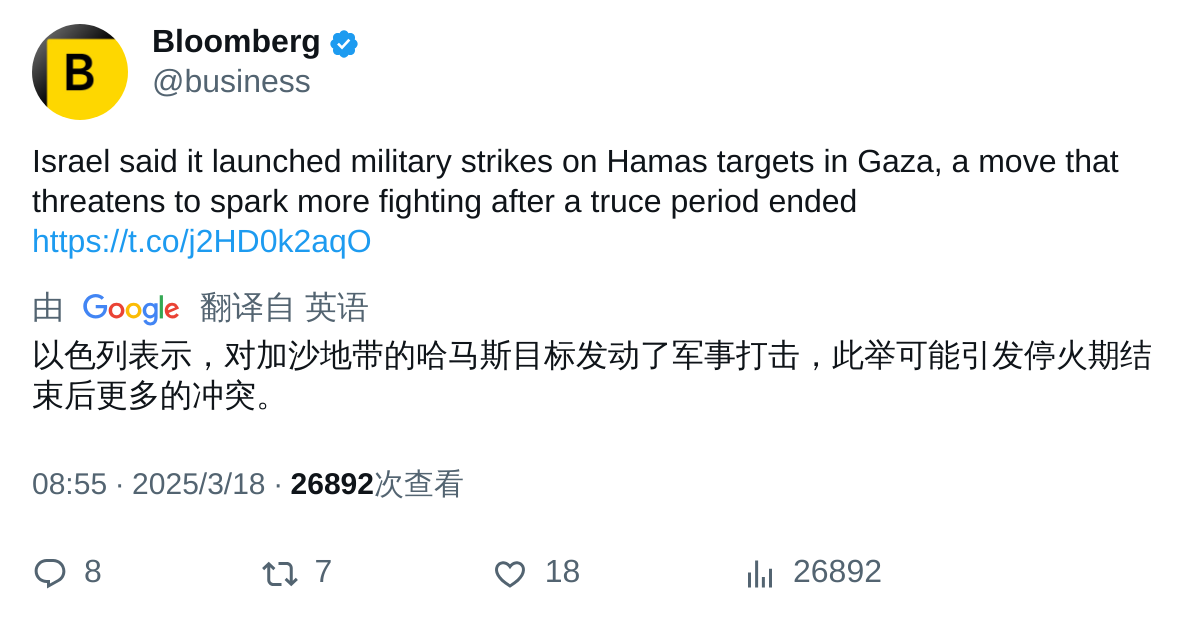 B
Bloomberg
@business
Israel said it launched military strikes on Hamas targets in Gaza, a move that
threatens to spark more fighting after a truce period ended
https://t.co/j2HD0k2aqO
由 Google 翻译自 英语
以色列表示，对加沙地带的哈马斯目标发动了军事打击，此举可能引发停火期结
束后更多的冲突。
08:55 · 2025/3/18 · 26892次查看
8 7 18 26892